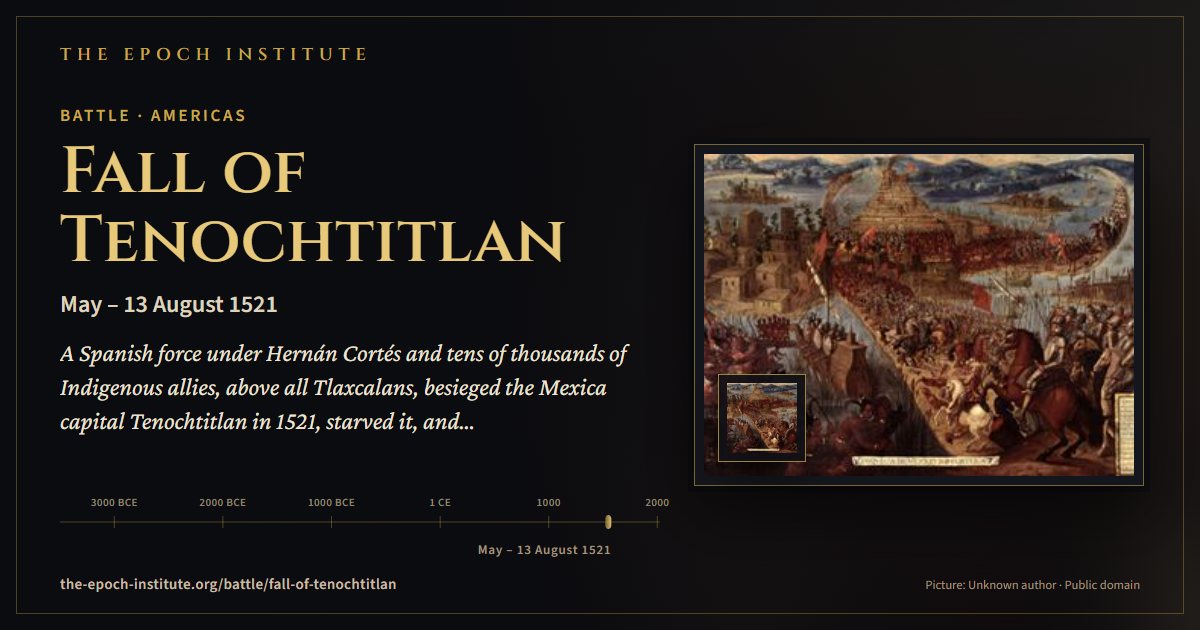 THE EPOCH INSTITUTE
BATTLE · AMERICAS
FALL OF
TENOCHTITLAN
May – 13 August 1521
A Spanish force under Hernán Cortés and tens of thousands of
Indigenous allies, above all Tlaxcalans, besieged the Mexica
capital Tenochtitlan in 1521, starved it, and...
3000 BCE 2000 BCE 1000 BCE 1 CE 1000 2000
May – 13 August 1521
the-epoch-institute.org/battle/fall-of-tenochtitlan
Picture: Unknown author · Public domain